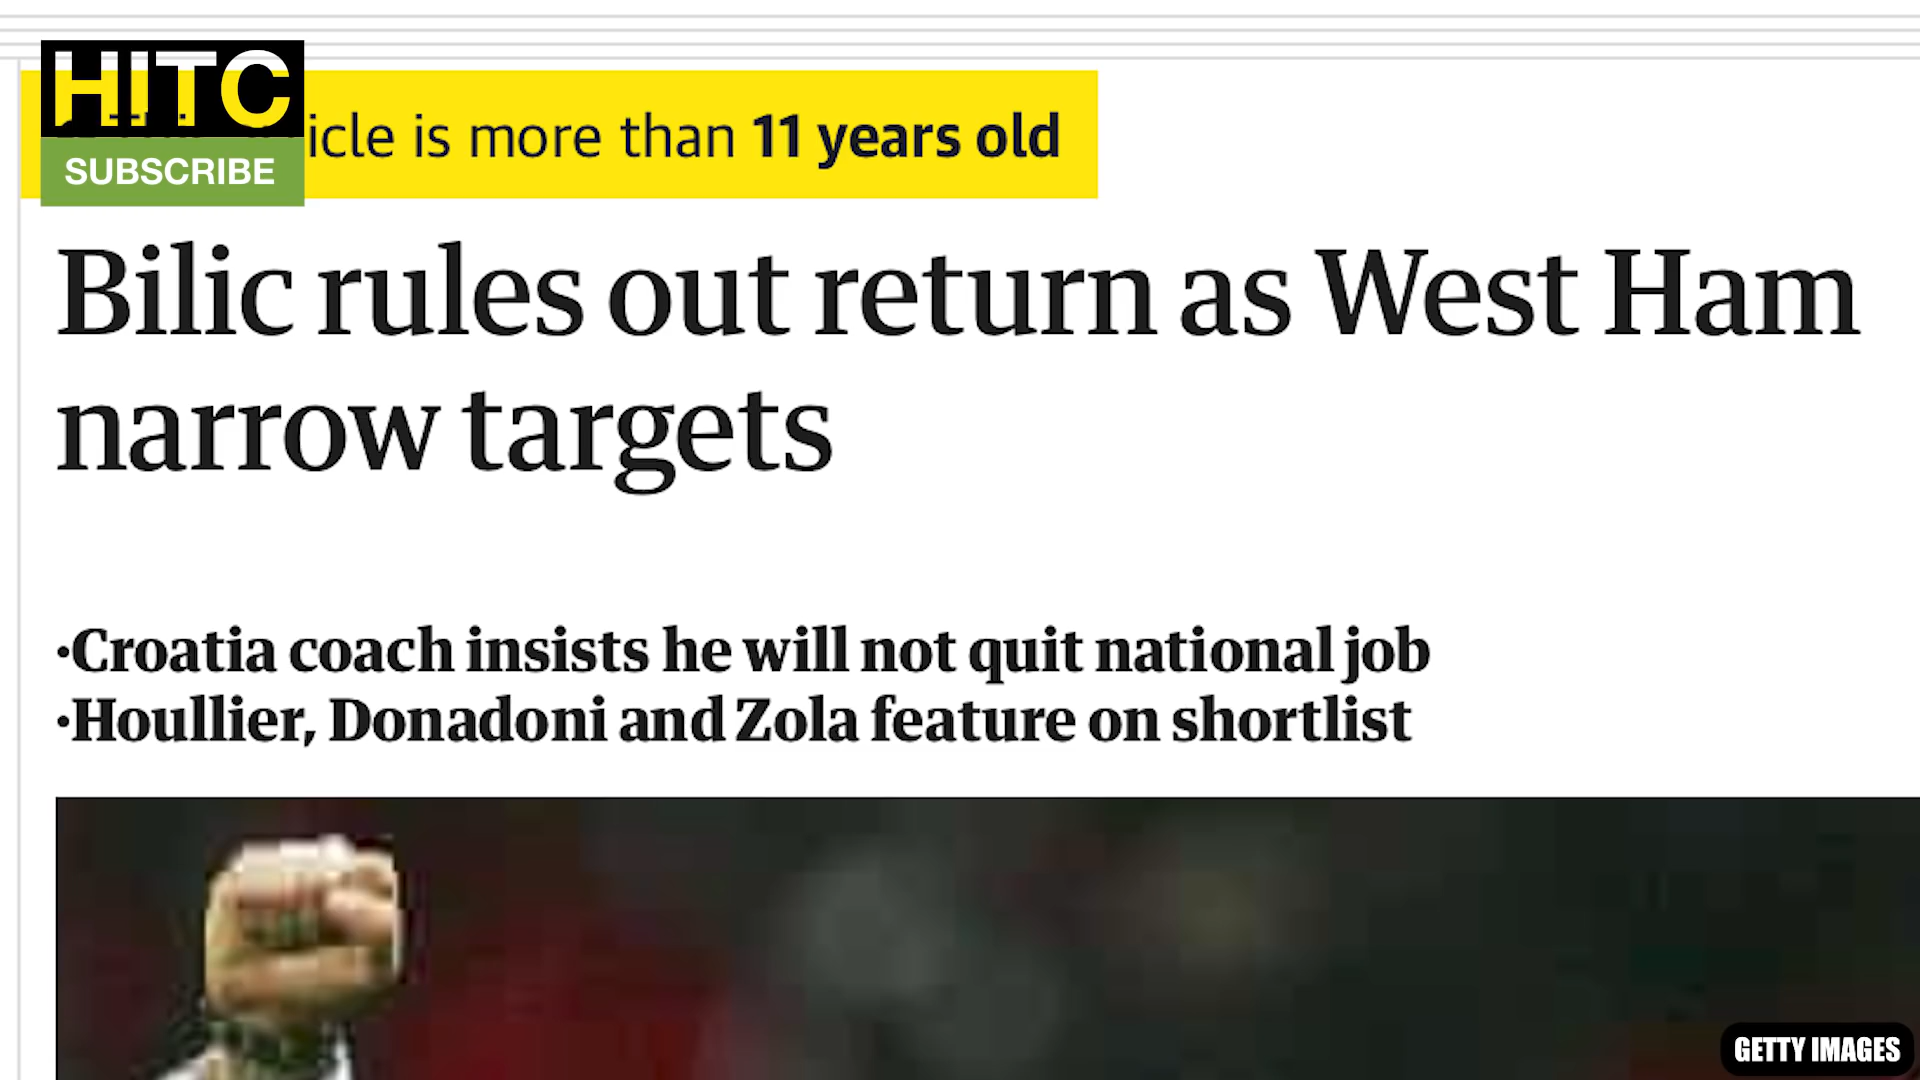 HITC
SUBSCRIBE
icle is more than 11 years old
Bilic rules out return as West Ham
narrow targets
·Croatia coach insists he will not quit national job
·Houllier, Donadoni and Zola feature on shortlist
GETTY IMAGES